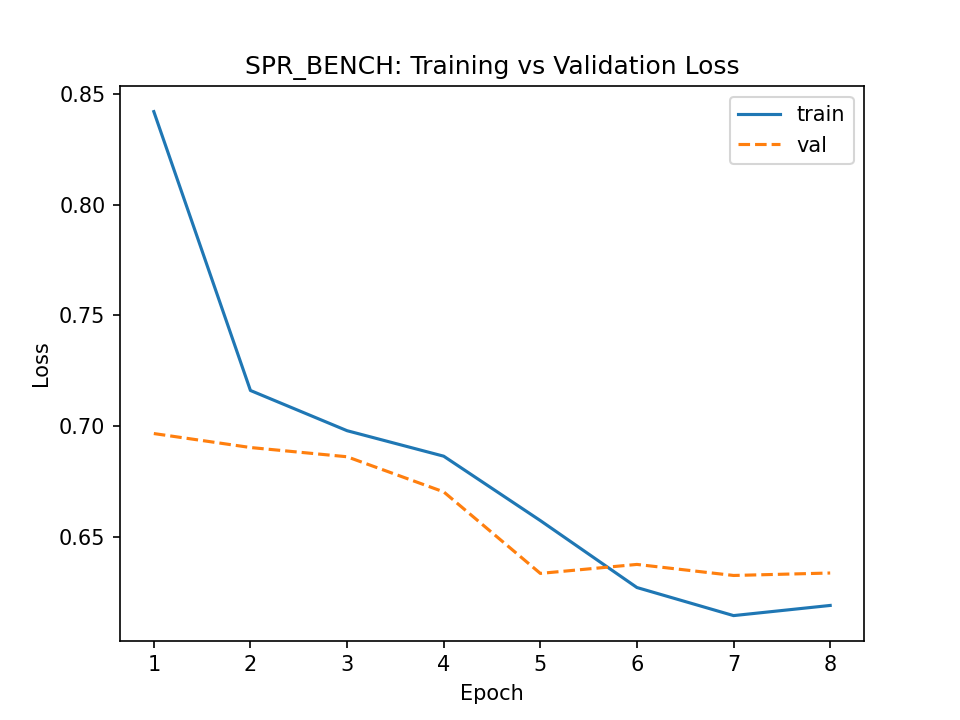 SPR_BENCH: Training vs Validation Loss
train
val
0.85
0.80
0.75
0.70
0.65
Loss
1 2 3 4 5 6 7 8
Epoch